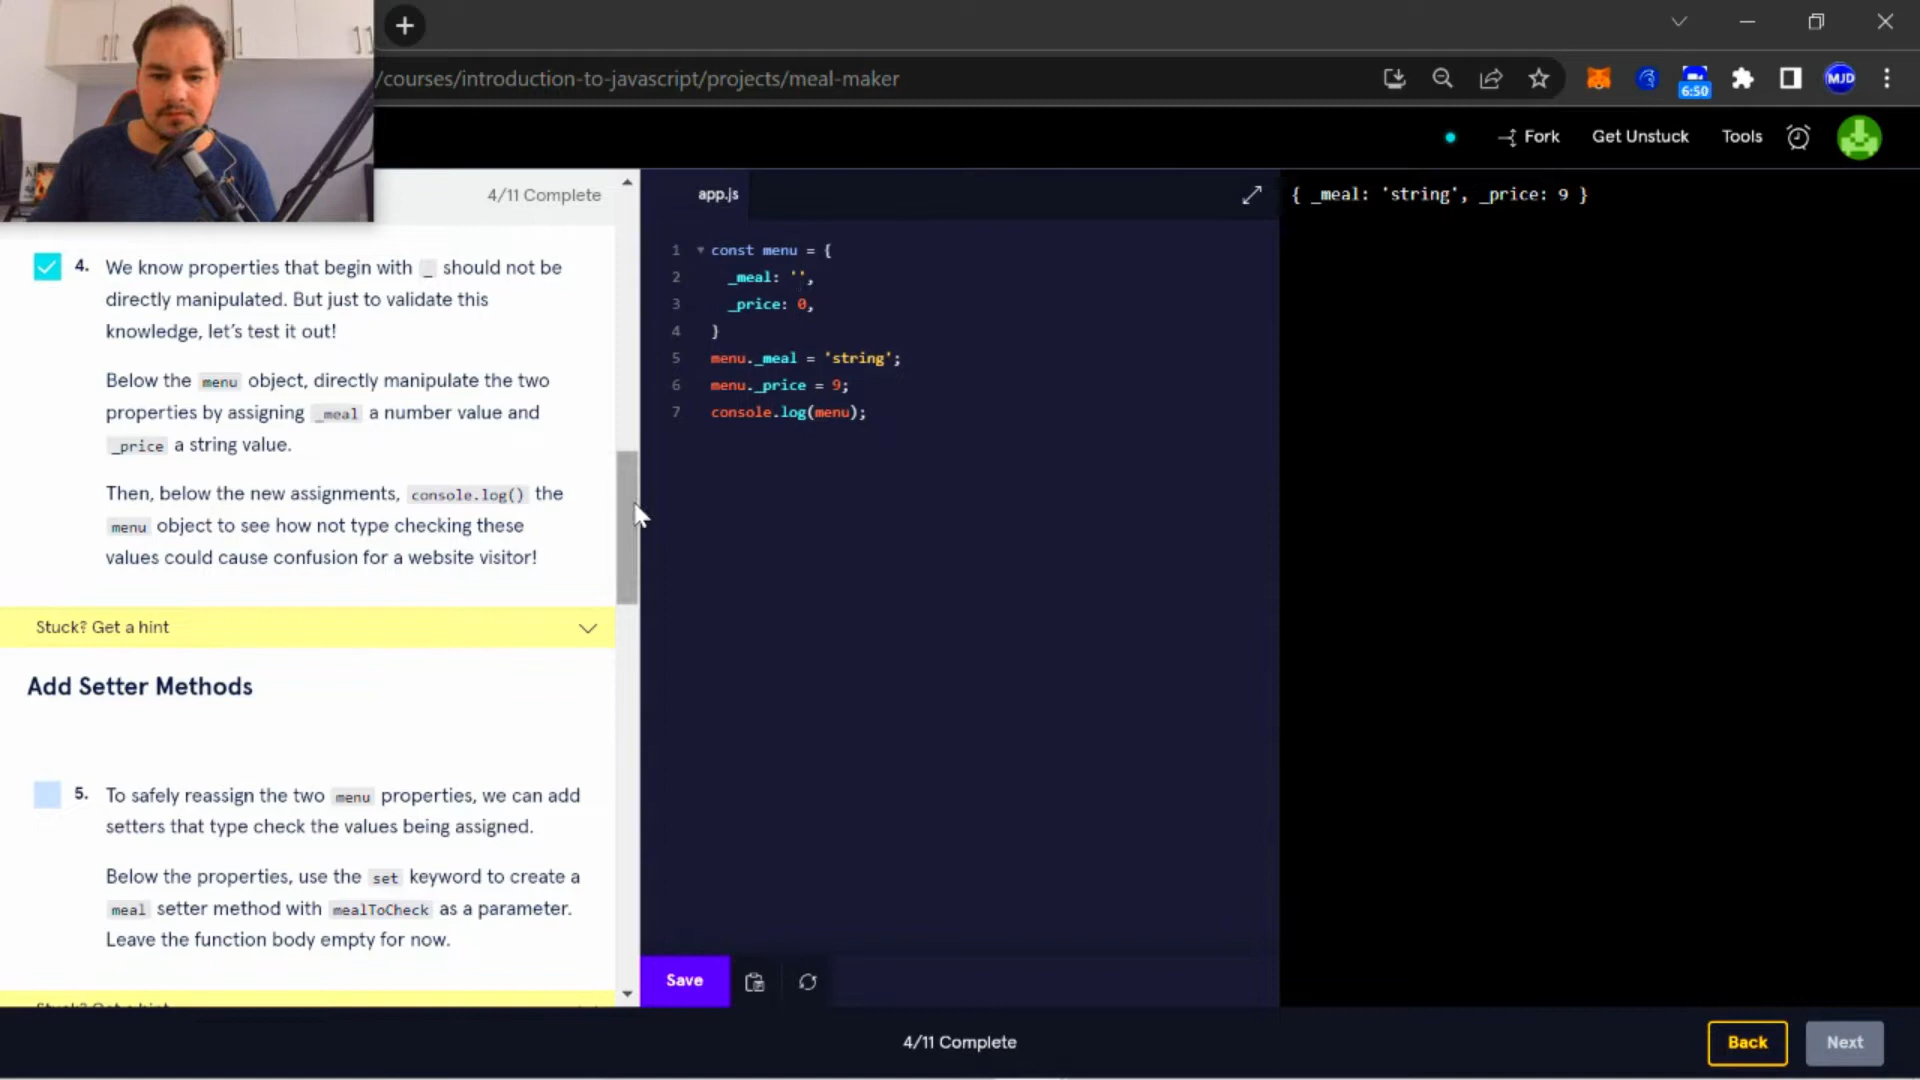 /courses/introduction-to-javascript/projects/meal-maker
6:50
MJD
Fork
Get Unstuck
Tools
4/11 Complete
4. We know properties that begin with _ should not be
directly manipulated. But just to validate this
knowledge, let's test it out!
Below the menu object, directly manipulate the two
properties by assigning _meal a number value and
_price a string value.
Then, below the new assignments, console.log() the
menu object to see how not type checking these
values could cause confusion for a website visitor!
Stuck? Get a hint
Add Setter Methods
5. To safely reassign the two menu properties, we can add
setters that type check the values being assigned.
Below the properties, use the set keyword to create a
meal setter method with mealToCheck as a parameter.
Leave the function body empty for now.
Stuck? Get a hint
app.js
1 const menu = {
2 _meal: '',
3 _price: 0,
4 }
5 menu._meal = 'string';
6 menu._price = 9;
7 console.log(menu);
Save
{ _meal: 'string', _price: 9 }
4/11 Complete
Back
Next